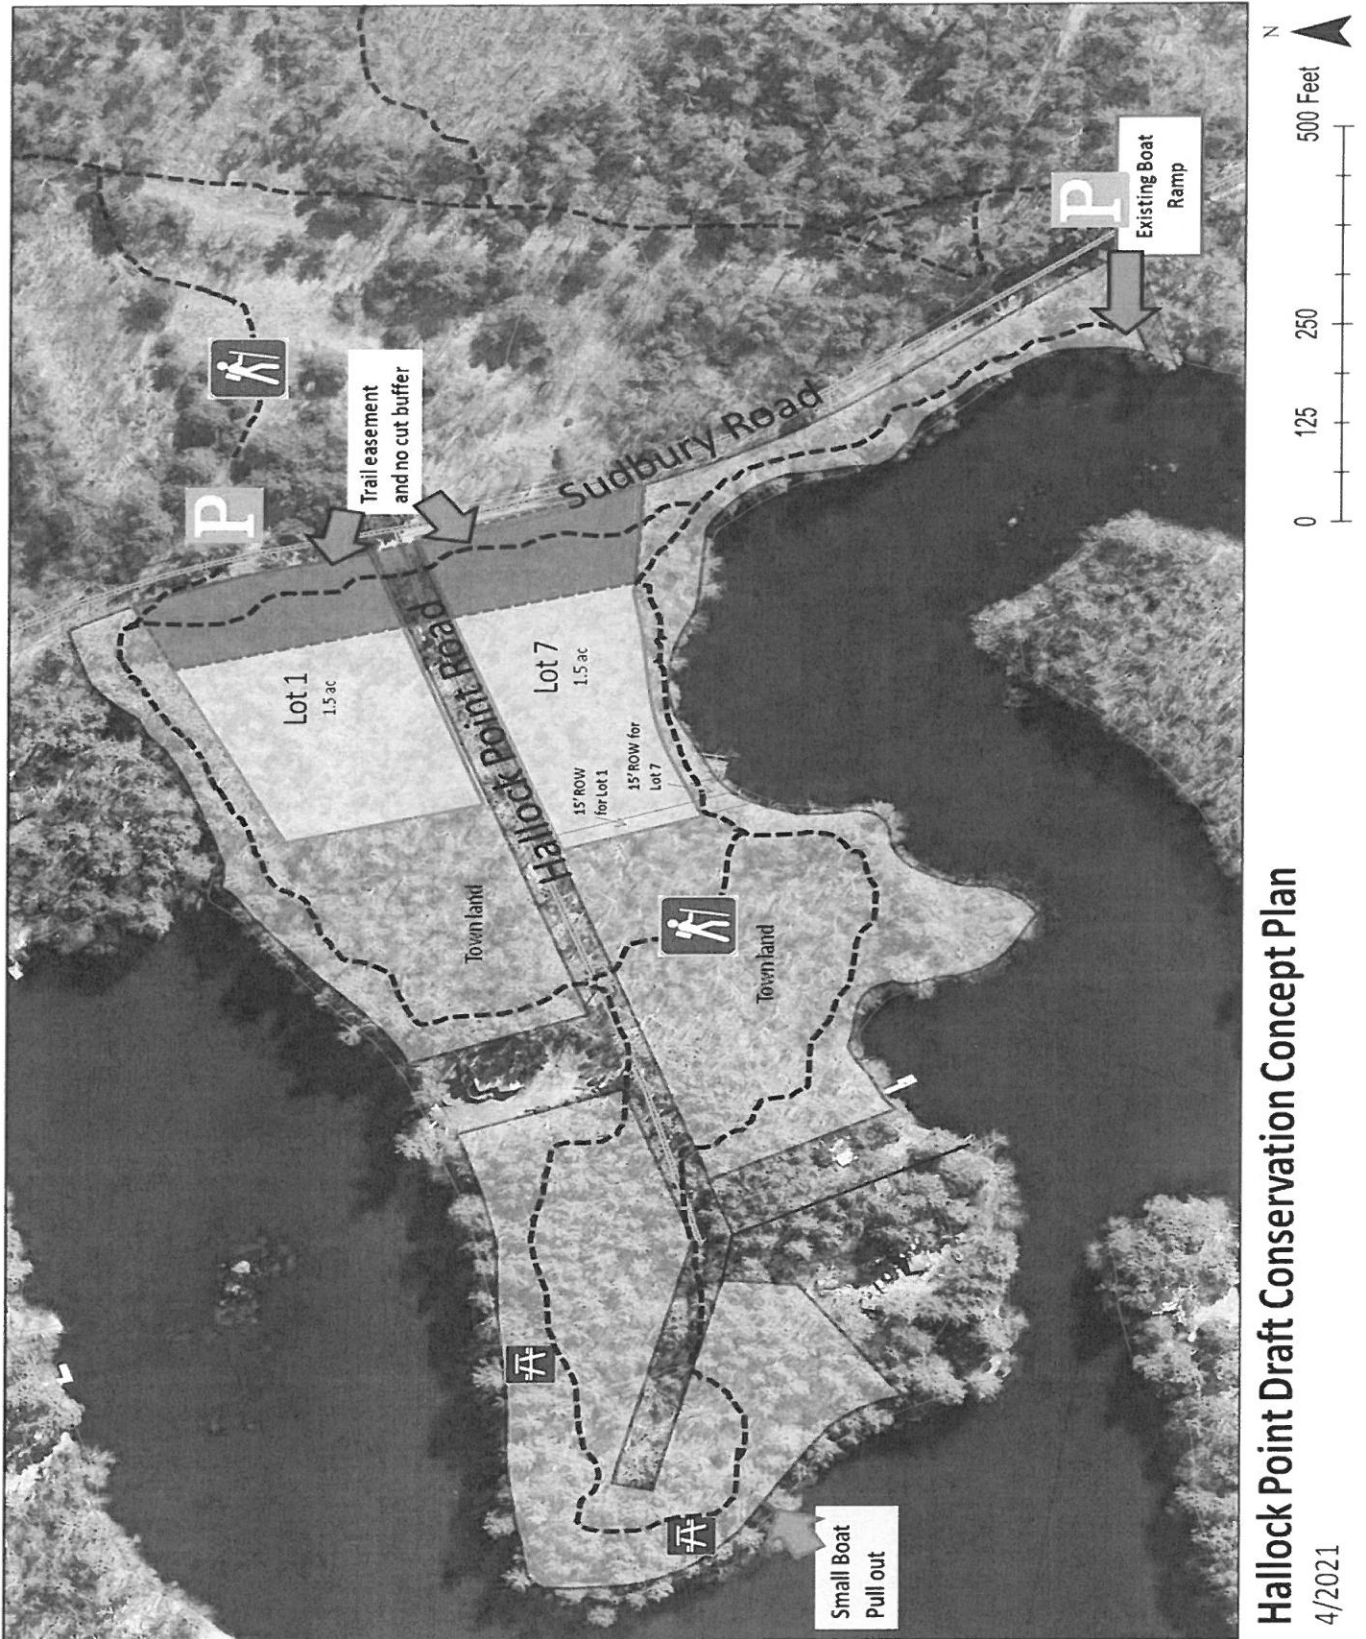 P
Trail easement
and no cut buffer
Lot 1
1.5 ac
Hallock Point Road
Lot 7
1.5 ac
Sudbury Road
15' ROW
for Lot 1
15' ROW for
Lot 7
Town land
Town land
P
Existing Boat
Ramp
Small Boat
Pull out
Hallock Point Draft Conservation Concept Plan
4/2021
0 125 250 500 Feet
N